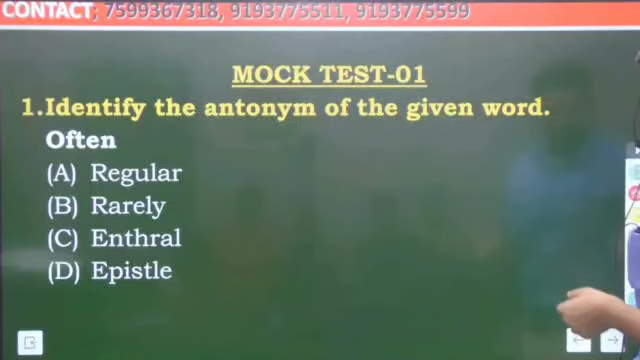 CONTACT; 7599367318, 9193775511, 9193775599
MOCK TEST-01
1.Identify the antonym of the given word.
Often
(A) Regular
(B) Rarely
(C) Enthral
(D) Epistle